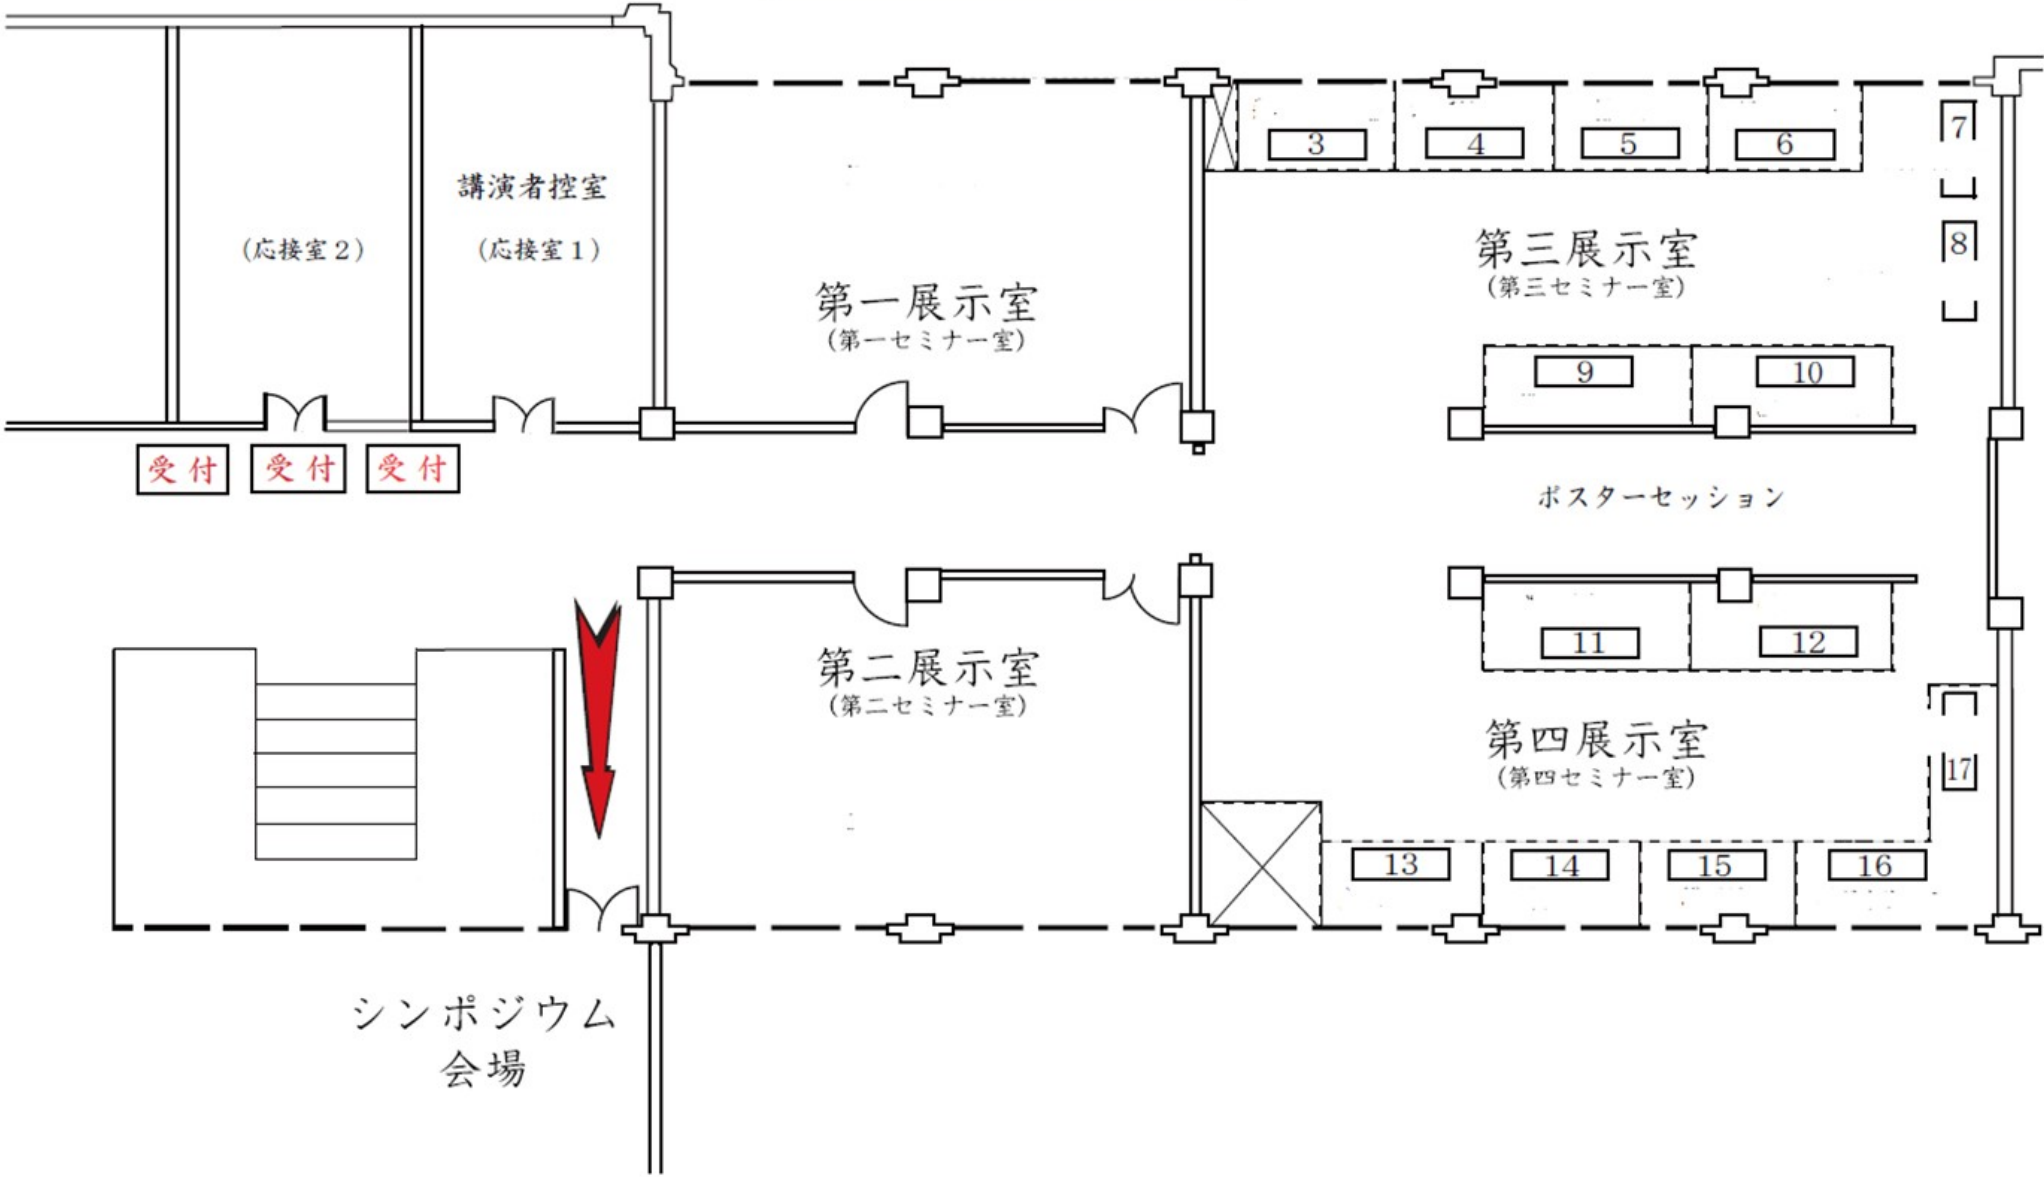 3
4
5
6
7
講演者控室
(応接室2)
(応接室1)
第三展示室
(第三セミナー室)
8
第一展示室
(第一セミナー室)
9
10
受付
受付
受付
ポスターセッション
11
12
第二展示室
(第二セミナー室)
第四展示室
(第四セミナー室)
17
13
14
15
16
シンポジウム
会場